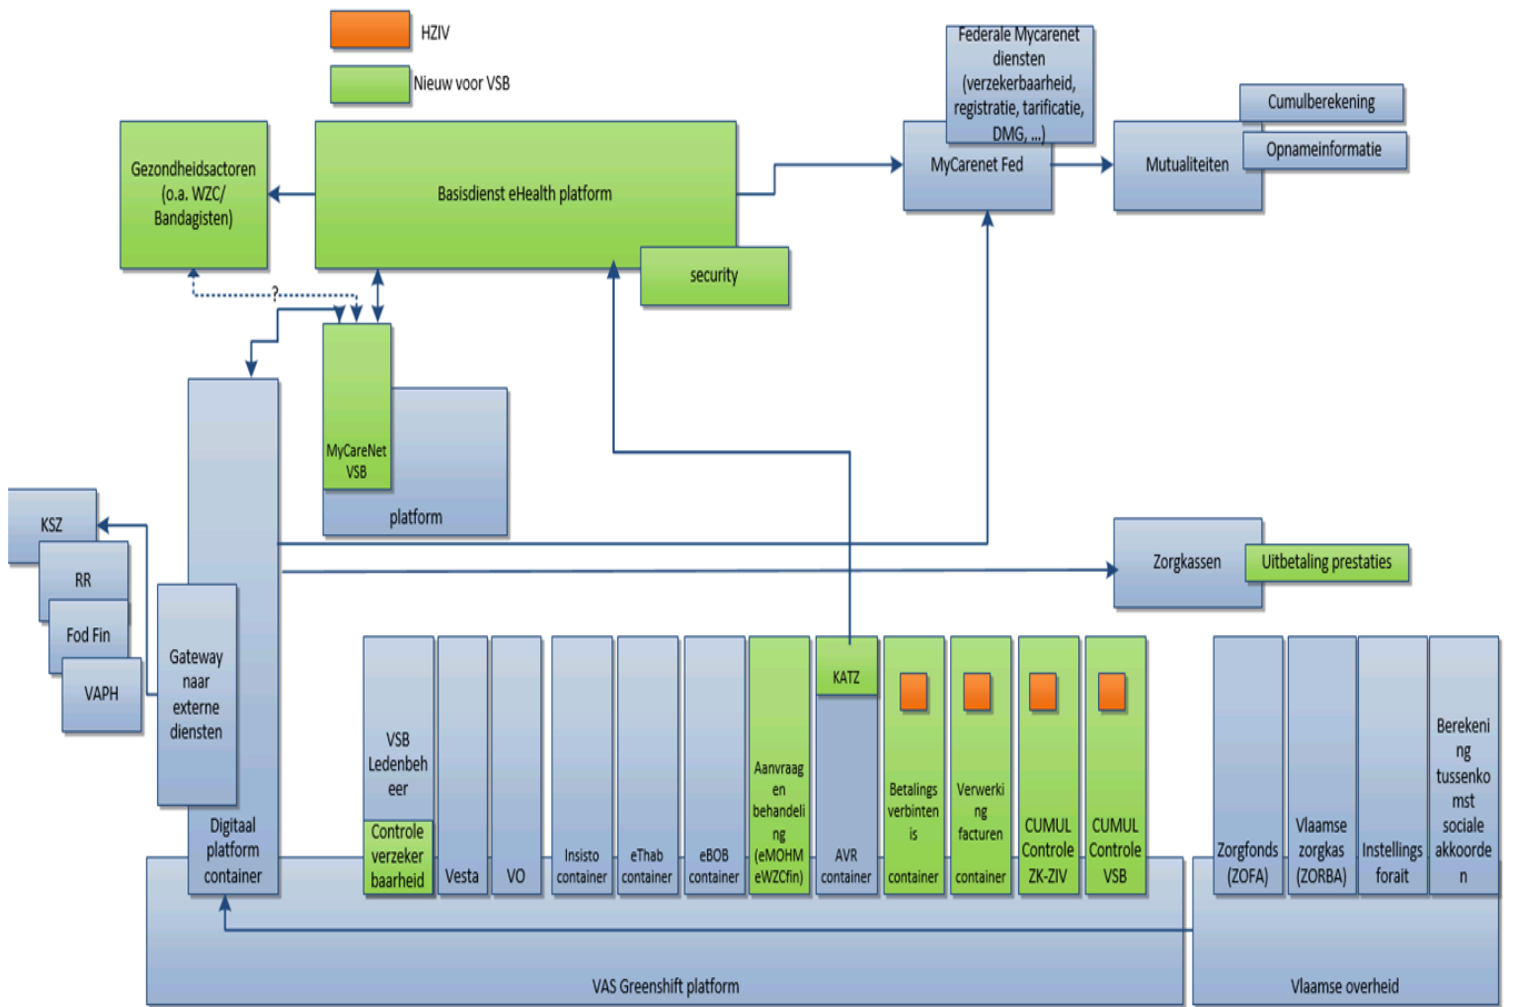 HZIV
Nieuw voor VSB
Federale Mycarenet
diensten
(verzekerbaarheid,
registratie, tarificatie,
DMG, ...)
MyCarenet Fed
Cumulberekening
Opnameinformatie
Mutualiteiten
Gezondheidsactoren
(o.a. WZC/
Bandagisten)
Basisdienst eHealth platform
security
?
MyCareNet
VSB
platform
KSZ
RR
Fod Fin
VAPH
Gateway
naar
externe
diensten
Digitaal
platform
container
Zorgkassen
Uitbetaling prestaties
VSB
Ledenbeh
eer
Controle
verzeker
baarheid
Vesta
VO
Insisto
container
eThab
container
eBOB
container
Aanvraag
en
behandeli
ng
(eMOHM
eWZCfin)
KATZ
AVR
container
Betalings
verbinten
is
container
Verwerki
ng
facturen
container
CUMUL
Controle
ZK-ZIV
CUMUL
Controle
VSB
Zorgfonds
(ZOFA)
Vlaamse
zorgkas
(ZORBA)
Instellings
forait
Berekeni
ng
tussenko
mst
sociale
akkoorde
n
VAS Greenshift platform
Vlaamse overheid